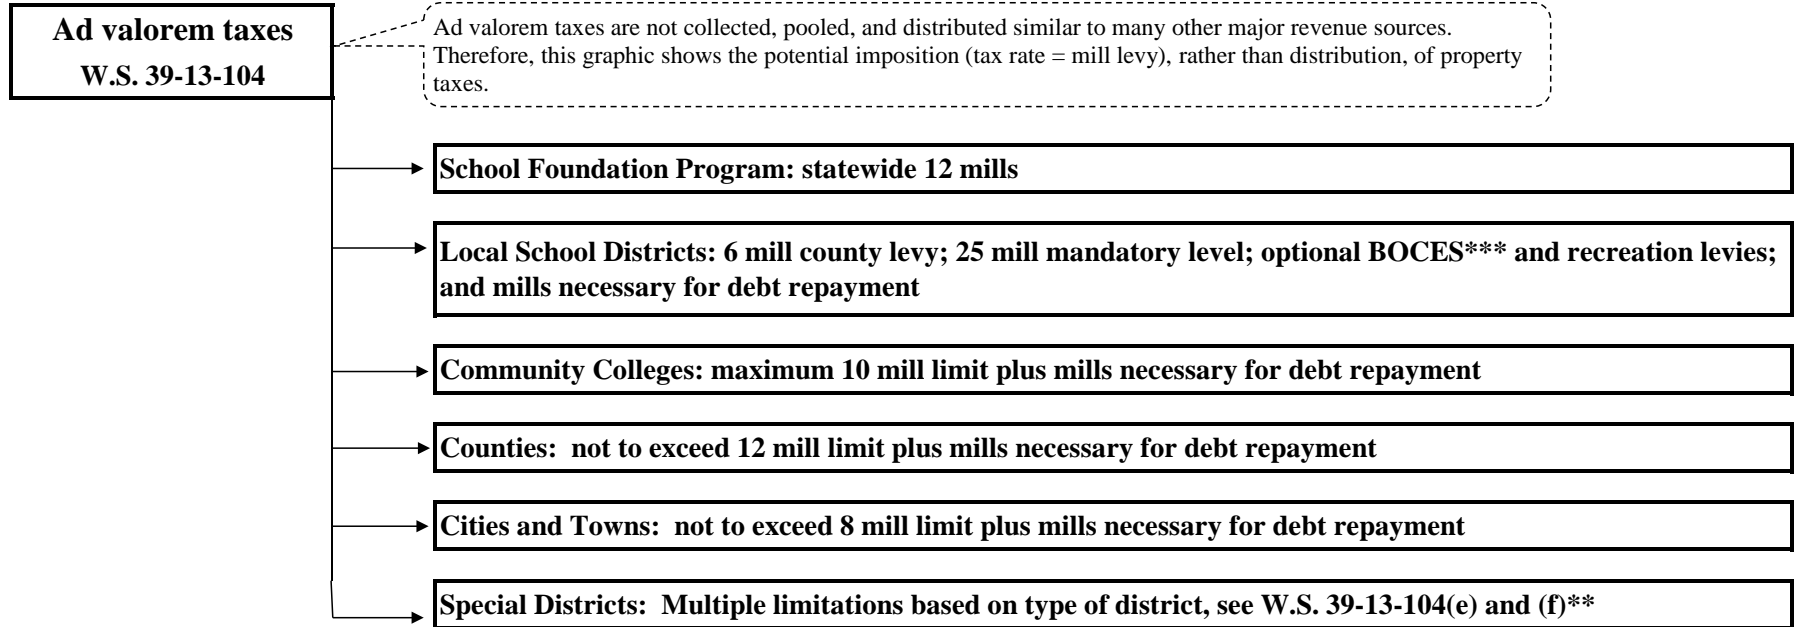 Ad valorem taxes
W.S. 39-13-104
Ad valorem taxes are not collected, pooled, and distributed similar to many other major revenue sources.
Therefore, this graphic shows the potential imposition (tax rate = mill levy), rather than distribution, of property
taxes.
School Foundation Program: statewide 12 mills
Local School Districts: 6 mill county levy; 25 mill mandatory level; optional BOCES*** and recreation levies;
and mills necessary for debt repayment
Community Colleges: maximum 10 mill limit plus mills necessary for debt repayment
Counties:  not to exceed 12 mill limit plus mills necessary for debt repayment
Cities and Towns:  not to exceed 8 mill limit plus mills necessary for debt repayment
Special Districts:  Multiple limitations based on type of district, see W.S. 39-13-104(e) and (f)**